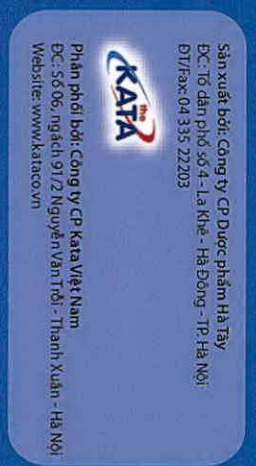 Sản xuất bởi: Công ty CP Dược phẩm Hà Tây
ĐC: Tổ dân phố số 4 - La Khê - Hà Đông - TP. Hà Nội
ĐT/Fax: 04 335 22203
the
KATA
Phân phối bởi: Công ty CP Kata Việt Nam
ĐC: Số 06, ngách 91/2 Nguyễn Văn Trỗi - Thanh Xuân - Hà Nội
Website: www.kataco.vn